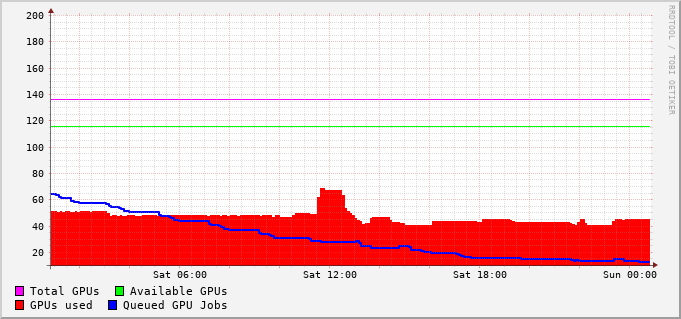 200
180
160
140
120
100
80
60
40
20
Sat 06:00 Sat 12:00 Sat 18:00 Sun 00:00
Total GPUs Available GPUs
GPUs used Queued GPU Jobs
RRDTOOL / TOBI OETIKER